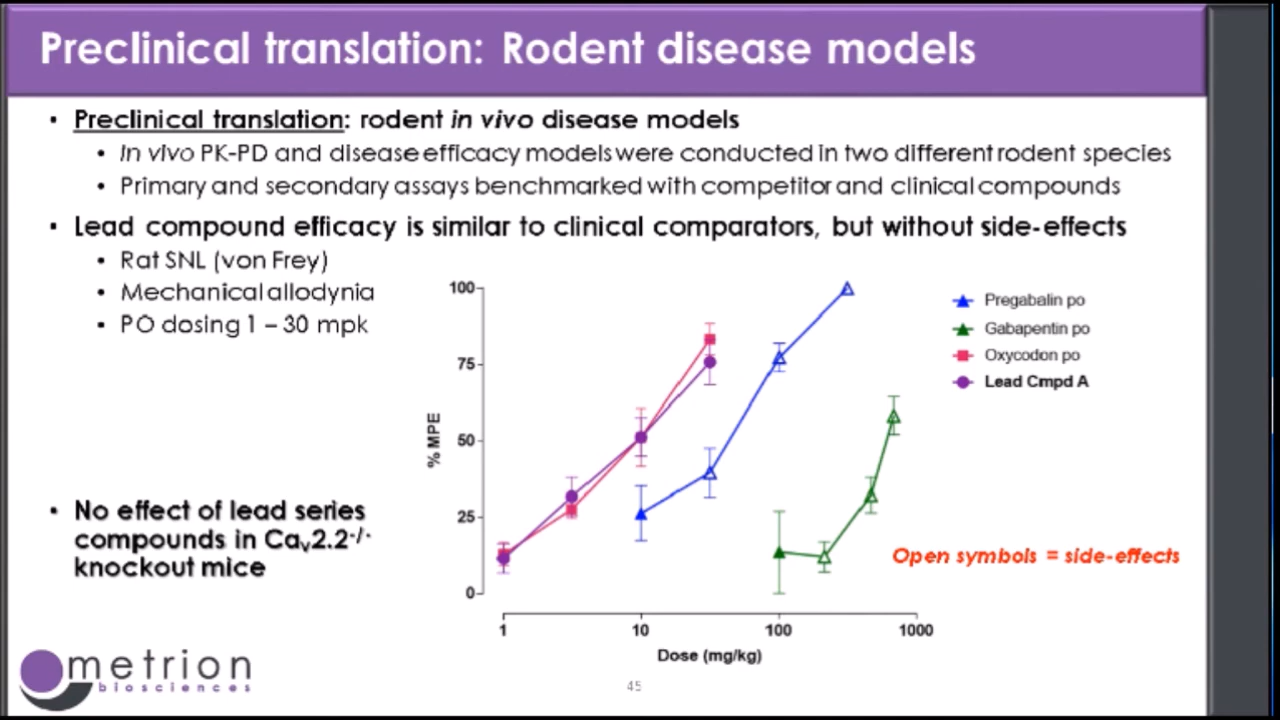 Preclinical translation: Rodent disease models
• Preclinical translation: rodent in vivo disease models
• In vivo PK-PD and disease efficacy models were conducted in two different rodent species
• Primary and secondary assays benchmarked with competitor and clinical compounds
• Lead compound efficacy is similar to clinical comparators, but without side-effects
• Rat SNL (von Frey)
• Mechanical allodynia
• PO dosing 1 – 30 mpk
• No effect of lead series
compounds in Cav2.2-/-
knockout mice
100
75
50
25
0
% MPE
1 10 100 1000
Dose (mg/kg)
Pregabalin po
Gabapentin po
Oxycodon po
Lead Cmpd A
Open symbols = side-effects
metrion
biosciences
45